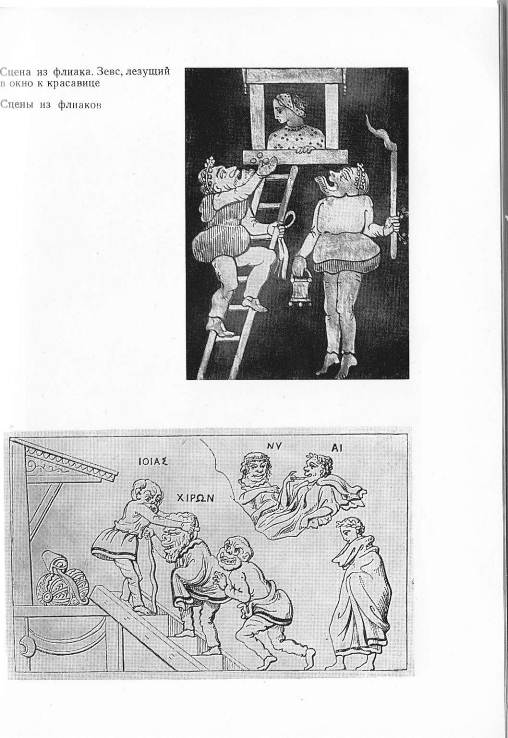 Сцена из флиака. Зевс, лезущий
в окно к красавице
Сцены из флиаков
ΙΟΙΑΣ
ΧΙΡΩΝ
ΝΥ ΑΙ